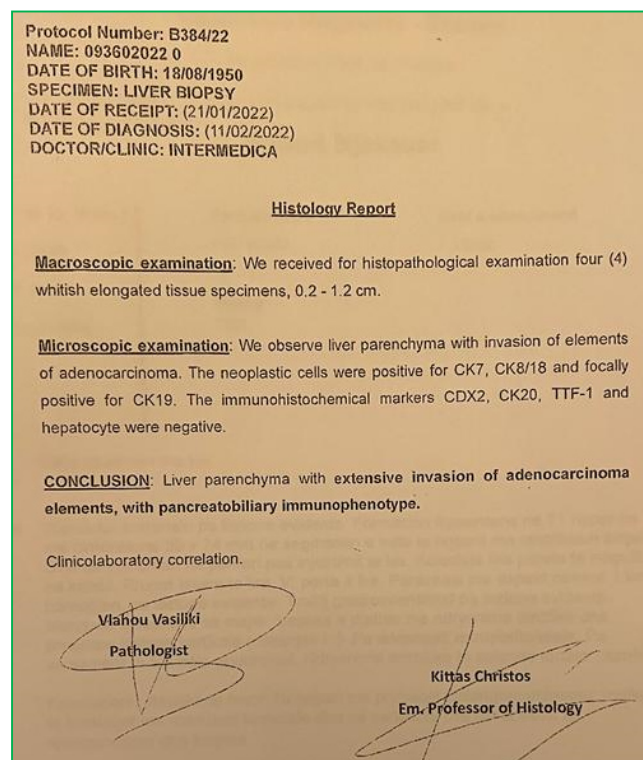 Protocol Number: B384/22
NAME: 093602022 0
DATE OF BIRTH: 18/08/1950
SPECIMEN: LIVER BIOPSY
DATE OF RECEIPT: (21/01/2022)
DATE OF DIAGNOSIS: (11/02/2022)
DOCTOR/CLINIC: INTERMEDICA
Histology Report
Macroscopic examination: We received for histopathological examination four (4)
whitish elongated tissue specimens, 0.2 - 1.2 cm.
Microscopic examination: We observe liver parenchyma with invasion of elements
of adenocarcinoma. The neoplastic cells were positive for CK7, CK8/18 and focally
positive for CK19. The immunohistochemical markers CDX2, CK20, TTF-1 and
hepatocyte were negative.
CONCLUSION: Liver parenchyma with extensive invasion of adenocarcinoma
elements, with pancreatobiliary immunophenotype.
Clinicolaboratory correlation.
Vlahou Vasiliki
Pathologist
Kittas Christos
Em. Professor of Histology